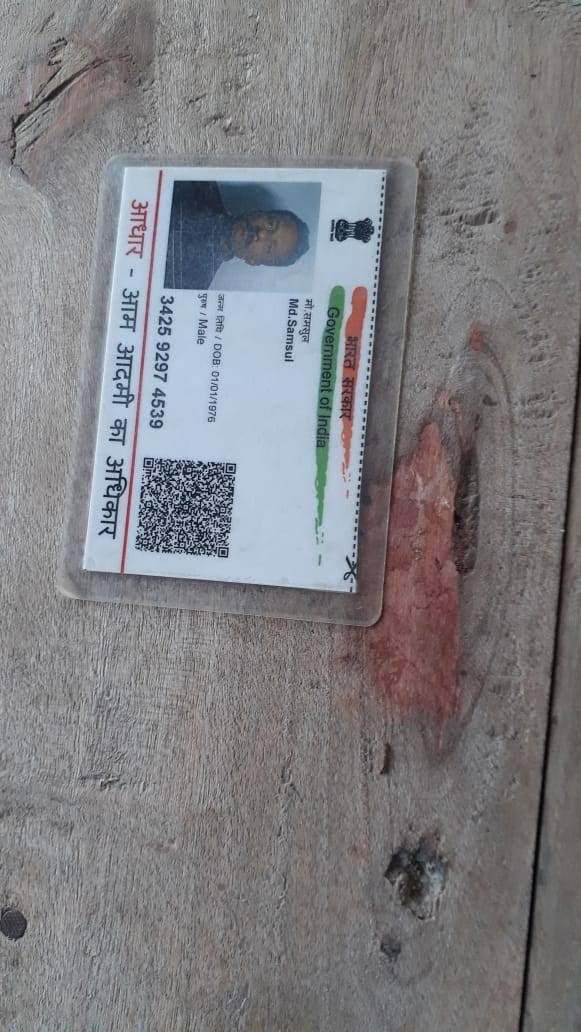 भारत सरकार
Government of India
मो.समसुल
Md.Samsul
जन्म तिथि / DOB: 01/01/1976
पुरुष / Male
3425 9297 4539
आधार - आम आदमी का अधिकार